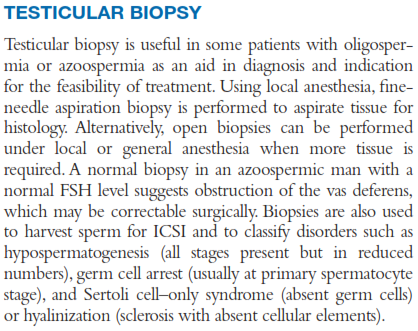 TESTICULAR BIOPSY
Testicular biopsy is useful in some patients with oligosper-
mia or azoospermia as an aid in diagnosis and indication
for the feasibility of treatment. Using local anesthesia, fine-
needle aspiration biopsy is performed to aspirate tissue for
histology. Alternatively, open biopsies can be performed
under local or general anesthesia when more tissue is
required. A normal biopsy in an azoospermic man with a
normal FSH level suggests obstruction of the vas deferens,
which may be correctable surgically. Biopsies are also used
to harvest sperm for ICSI and to classify disorders such as
hypospermatogenesis (all stages present but in reduced
numbers), germ cell arrest (usually at primary spermatocyte
stage), and Sertoli cell–only syndrome (absent germ cells)
or hyalinization (sclerosis with absent cellular elements).